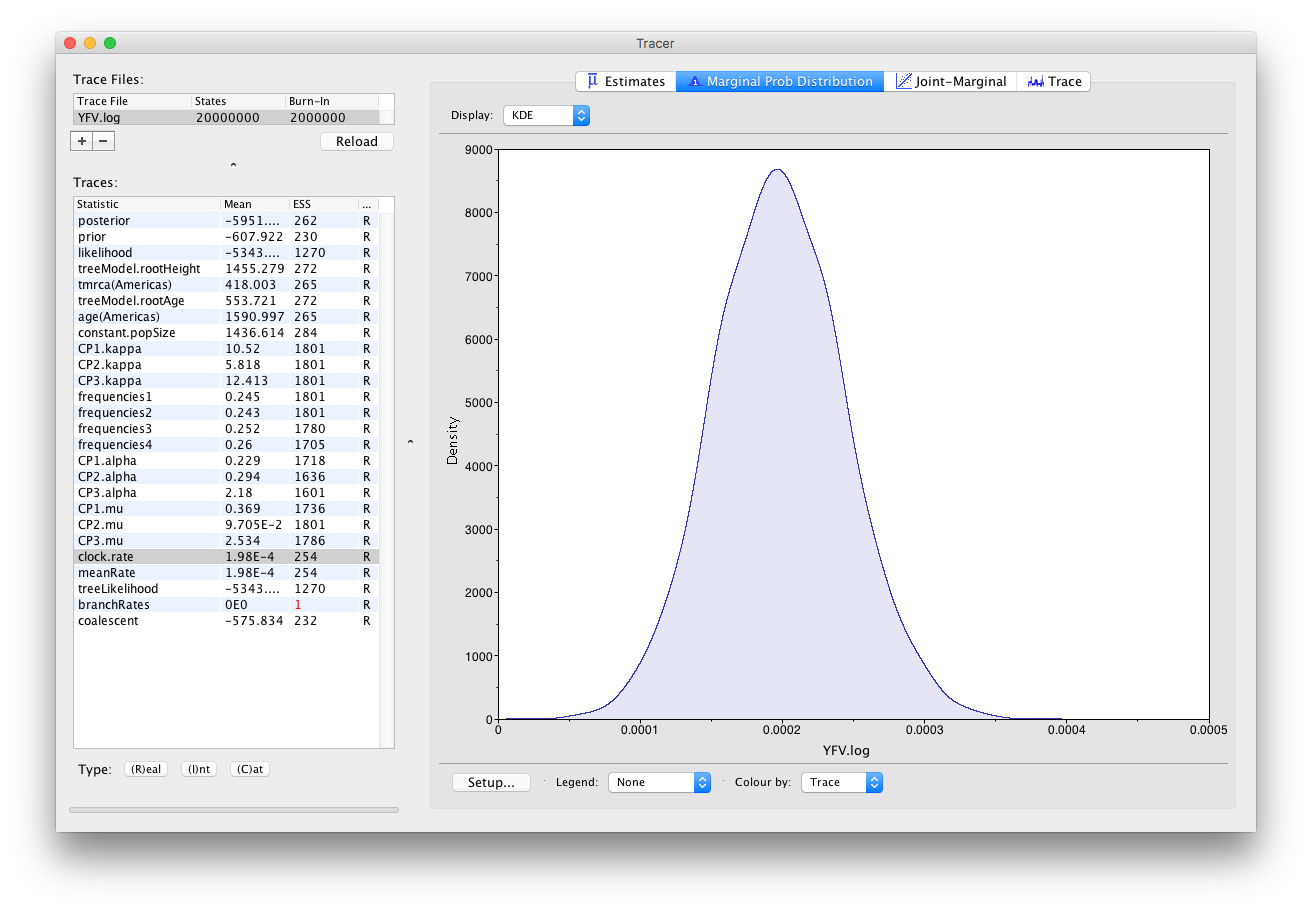 Tracer
Trace Files:
Trace File States Burn-In
YFV.log 20000000 2000000
+ − Reload
Traces:
Statistic Mean ESS ...
posterior -5951.... 262 R
prior -607.922 230 R
likelihood -5343.... 1270 R
treeModel.rootHeight 1455.279 272 R
tmrca(Americas) 418.003 265 R
treeModel.rootAge 553.721 272 R
age(Americas) 1590.997 265 R
constant.popSize 1436.614 284 R
CP1.kappa 10.52 1801 R
CP2.kappa 5.818 1801 R
CP3.kappa 12.413 1801 R
frequencies1 0.245 1801 R
frequencies2 0.243 1801 R
frequencies3 0.252 1780 R
frequencies4 0.26 1705 R
CP1.alpha 0.229 1718 R
CP2.alpha 0.294 1636 R
CP3.alpha 2.18 1601 R
CP1.mu 0.369 1736 R
CP2.mu 9.705E-2 1801 R
CP3.mu 2.534 1786 R
clock.rate 1.98E-4 254 R
meanRate 1.98E-4 254 R
treeLikelihood -5343.... 1270 R
branchRates 0E0 1 R
coalescent -575.834 232 R
Type: (R)eal (I)nt (C)at
Estimates Marginal Prob Distribution Joint-Marginal Trace
Display: KDE
9000
8000
7000
6000
5000
4000
3000
2000
1000
0
Density
0 0.0001 0.0002 0.0003 0.0004 0.0005
YFV.log
Setup... Legend: None Colour by: Trace